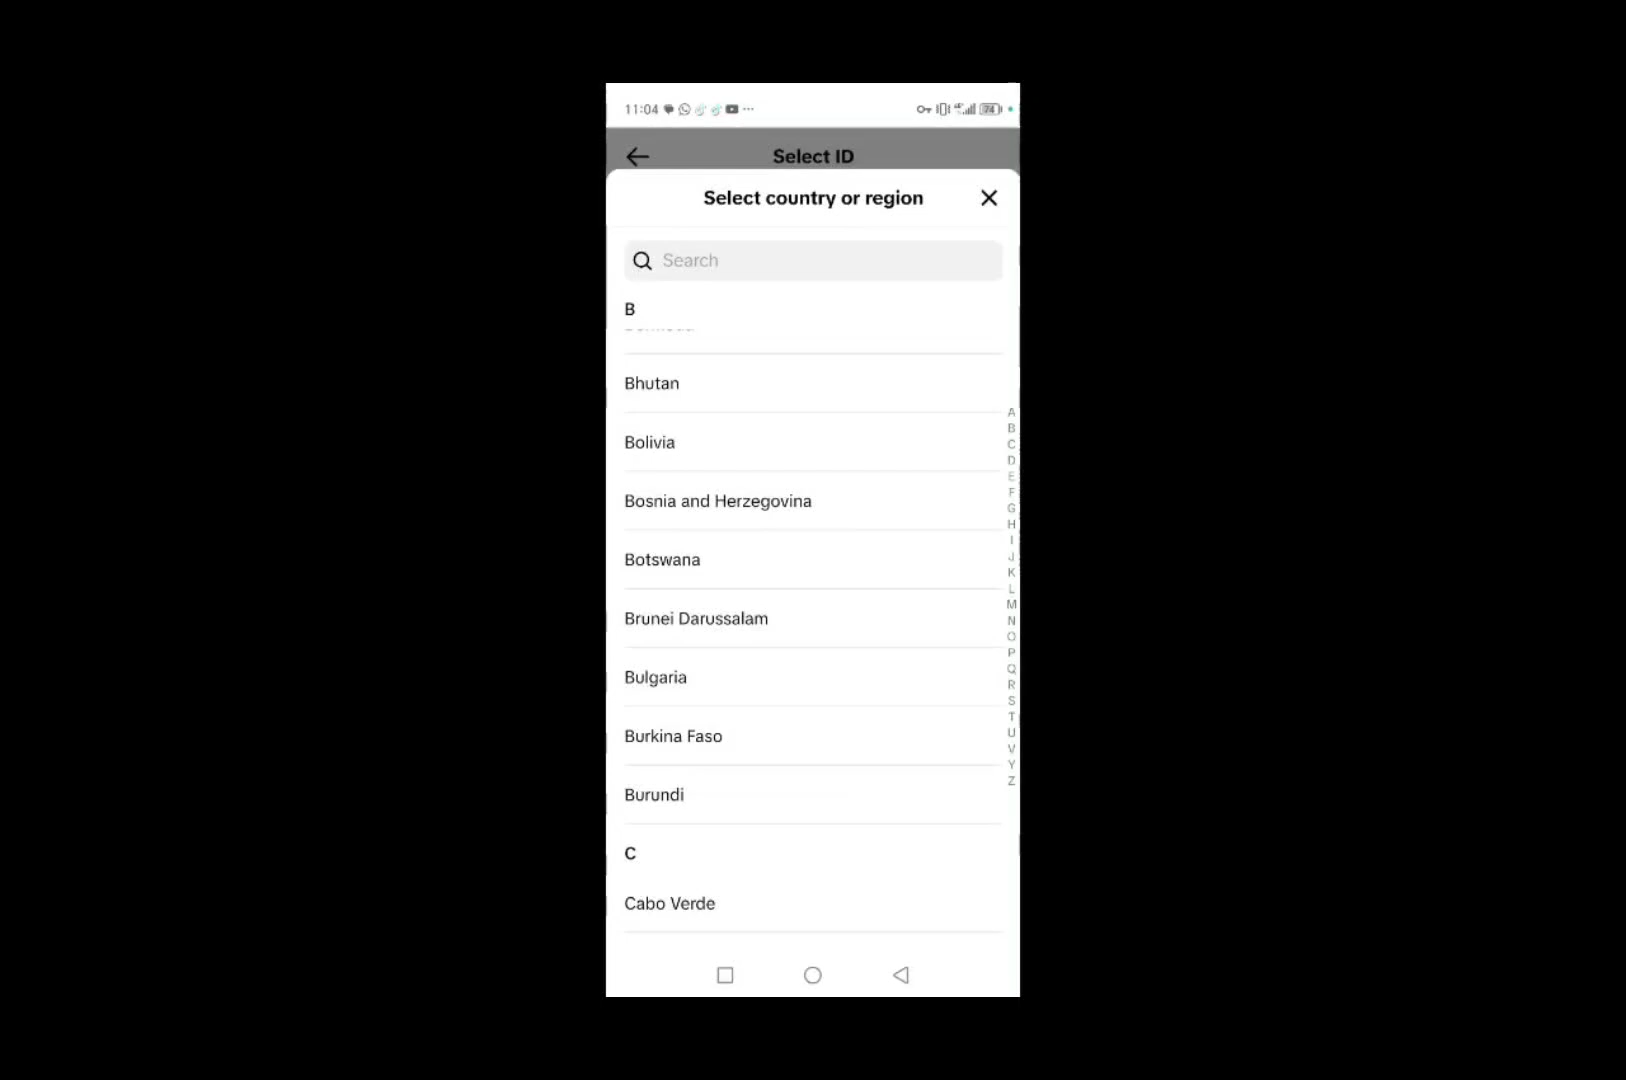 11:04
74
Select ID
Select country or region
Search
B
Bhutan
Bolivia
Bosnia and Herzegovina
Botswana
Brunei Darussalam
Bulgaria
Burkina Faso
Burundi
C
Cabo Verde
A
B
C
D
E
F
G
H
I
J
K
L
M
N
O
P
Q
R
S
T
U
V
Y
Z